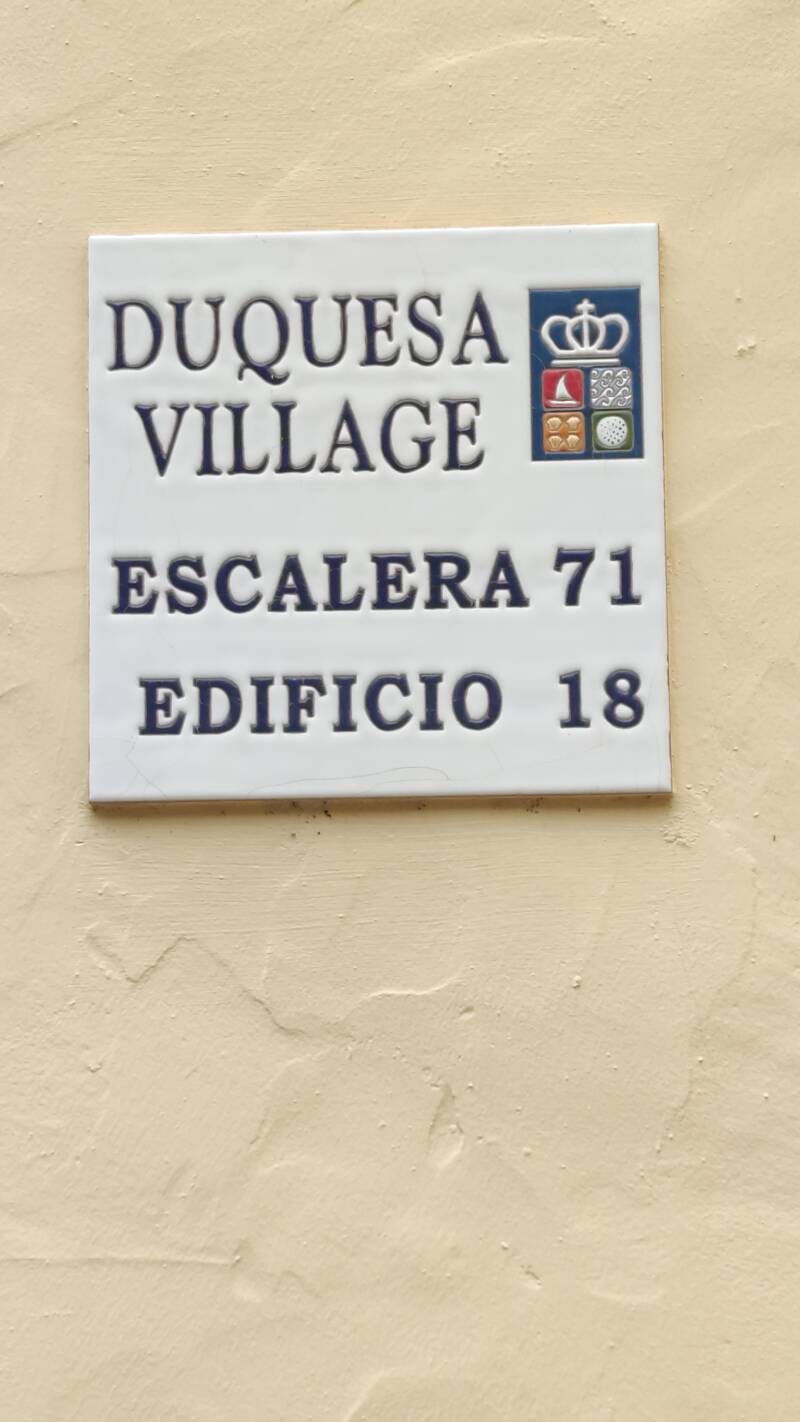 DUQUESA
VILLAGE
ESCALERA 71
EDIFICIO 18